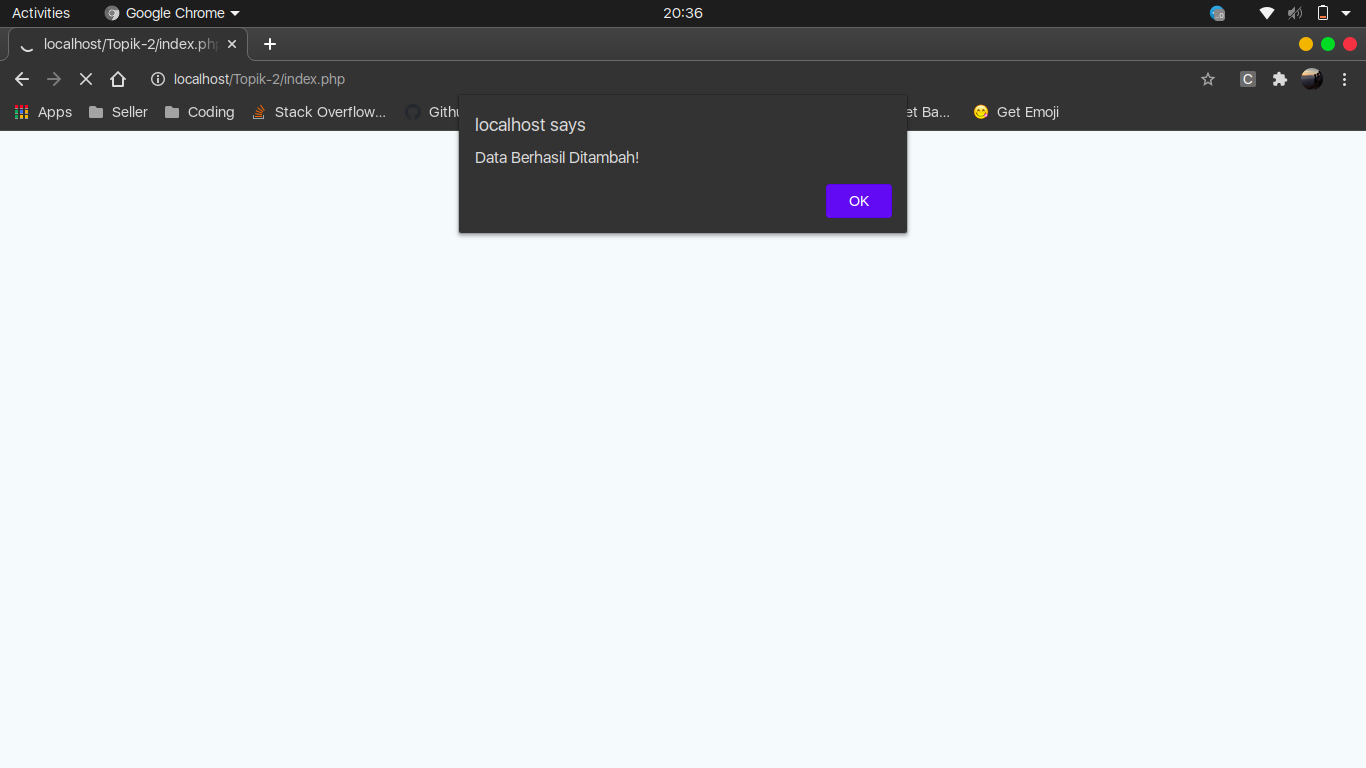 Activities
Google Chrome
20:36
localhost/Topik-2/index.php
localhost/Topik-2/index.php
C
Apps
Seller
Coding
Stack Overflow...
Githu
et Ba...
Get Emoji
localhost says
Data Berhasil Ditambah!
OK